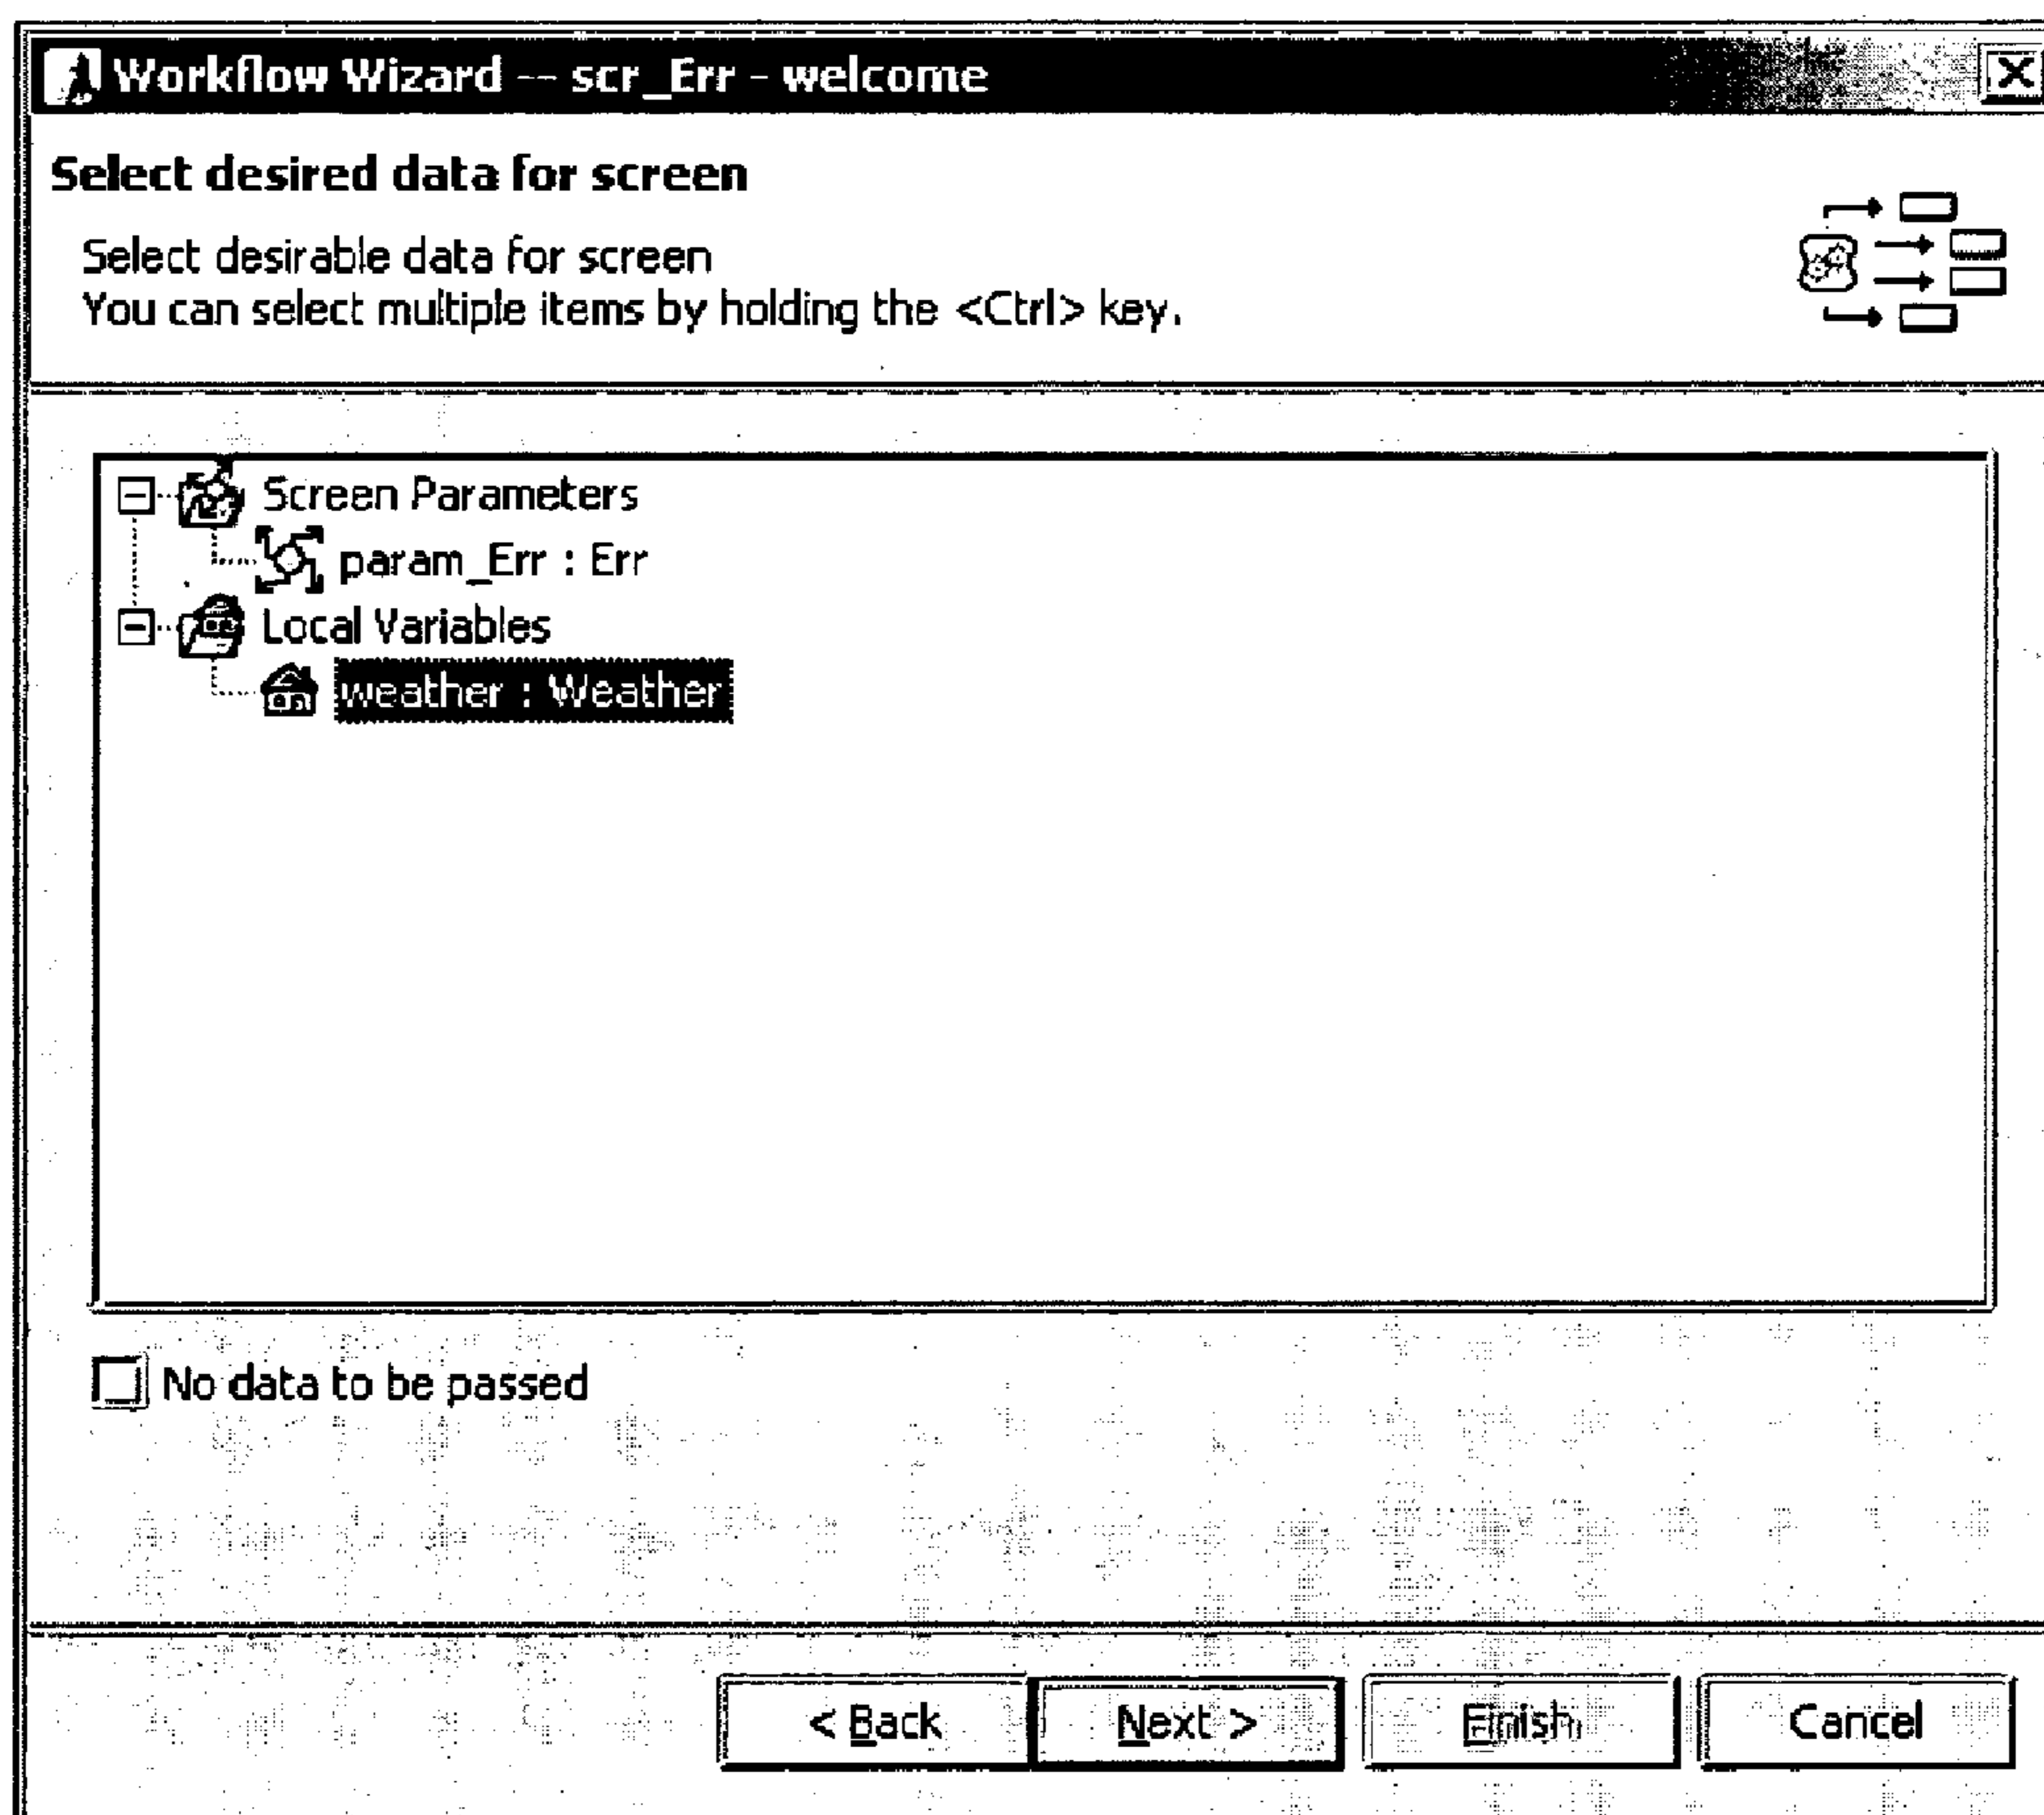 Workflow Wizard -- scr_Err - welcome
Select desired data for screen
Select desirable data for screen
You can select multiple items by holding the <Ctrl> key.
Screen Parameters
param_Err : Err
Local Variables
weather : Weather
No data to be passed
< Back Next > Finish Cancel